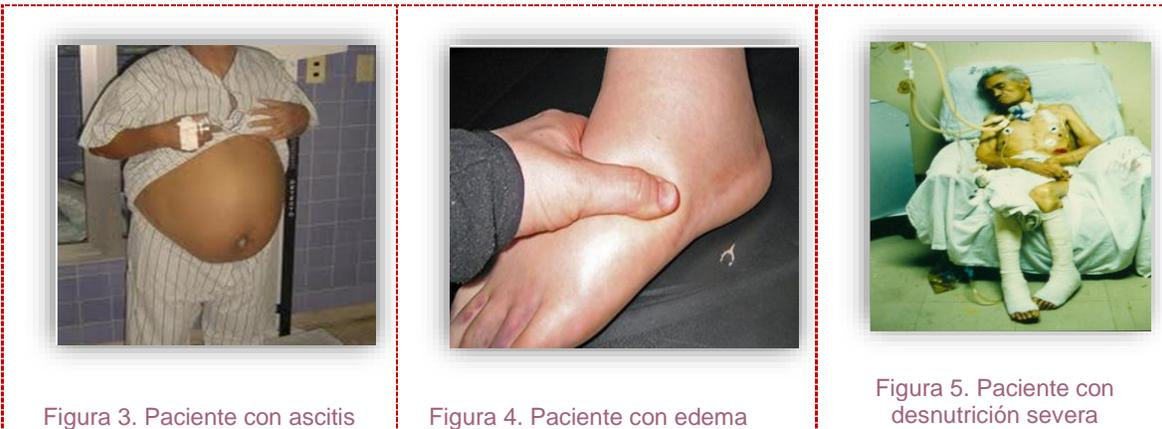 Figura 3. Paciente con ascitis
Figura 4. Paciente con edema
Figura 5. Paciente con
desnutrición severa